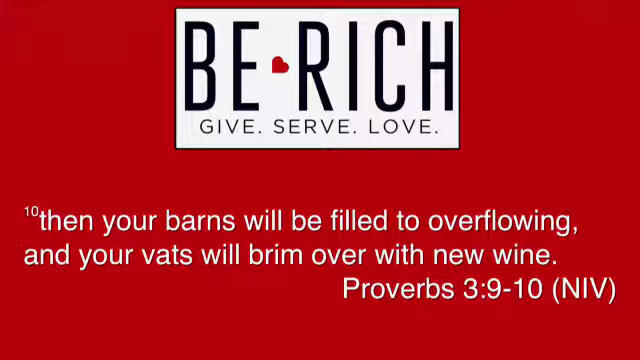 BE RICH
GIVE. SERVE. LOVE.
10then your barns will be filled to overflowing,
and your vats will brim over with new wine.
Proverbs 3:9-10 (NIV)